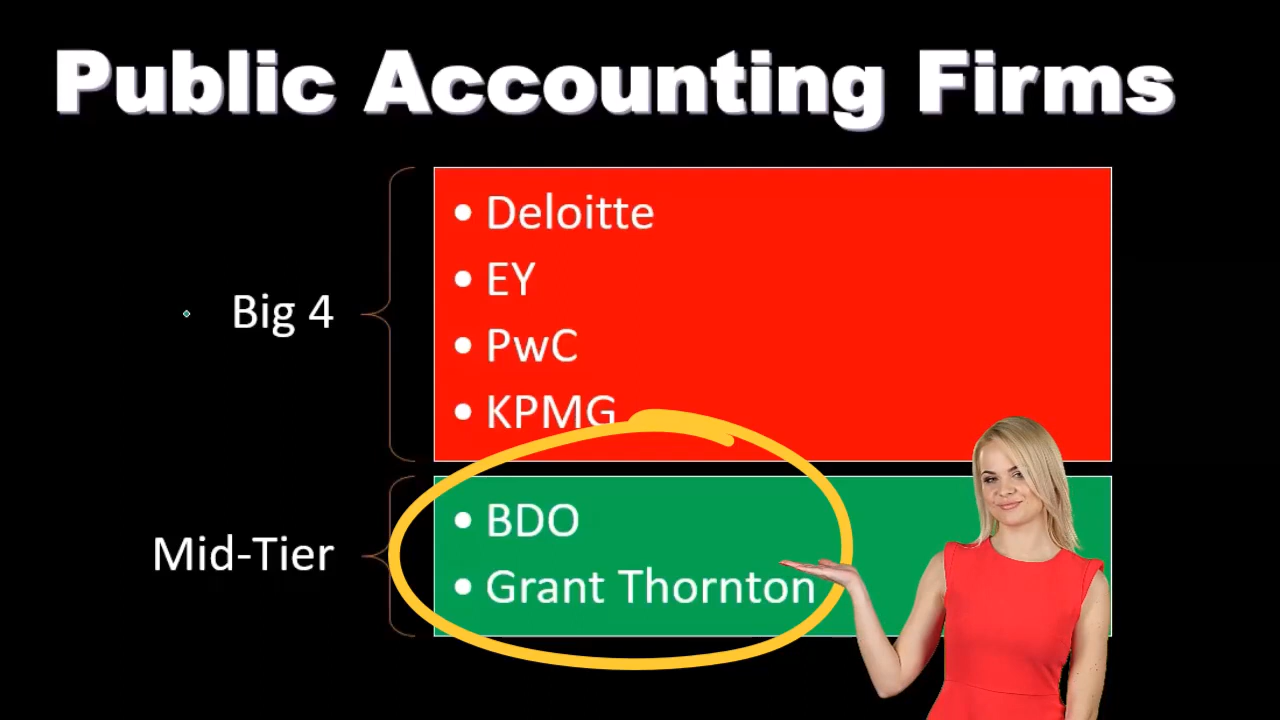 Public Accounting Firms
Big 4
• Deloitte
• EY
• PwC
• KPMG
Mid-Tier
• BDO
• Grant Thornton